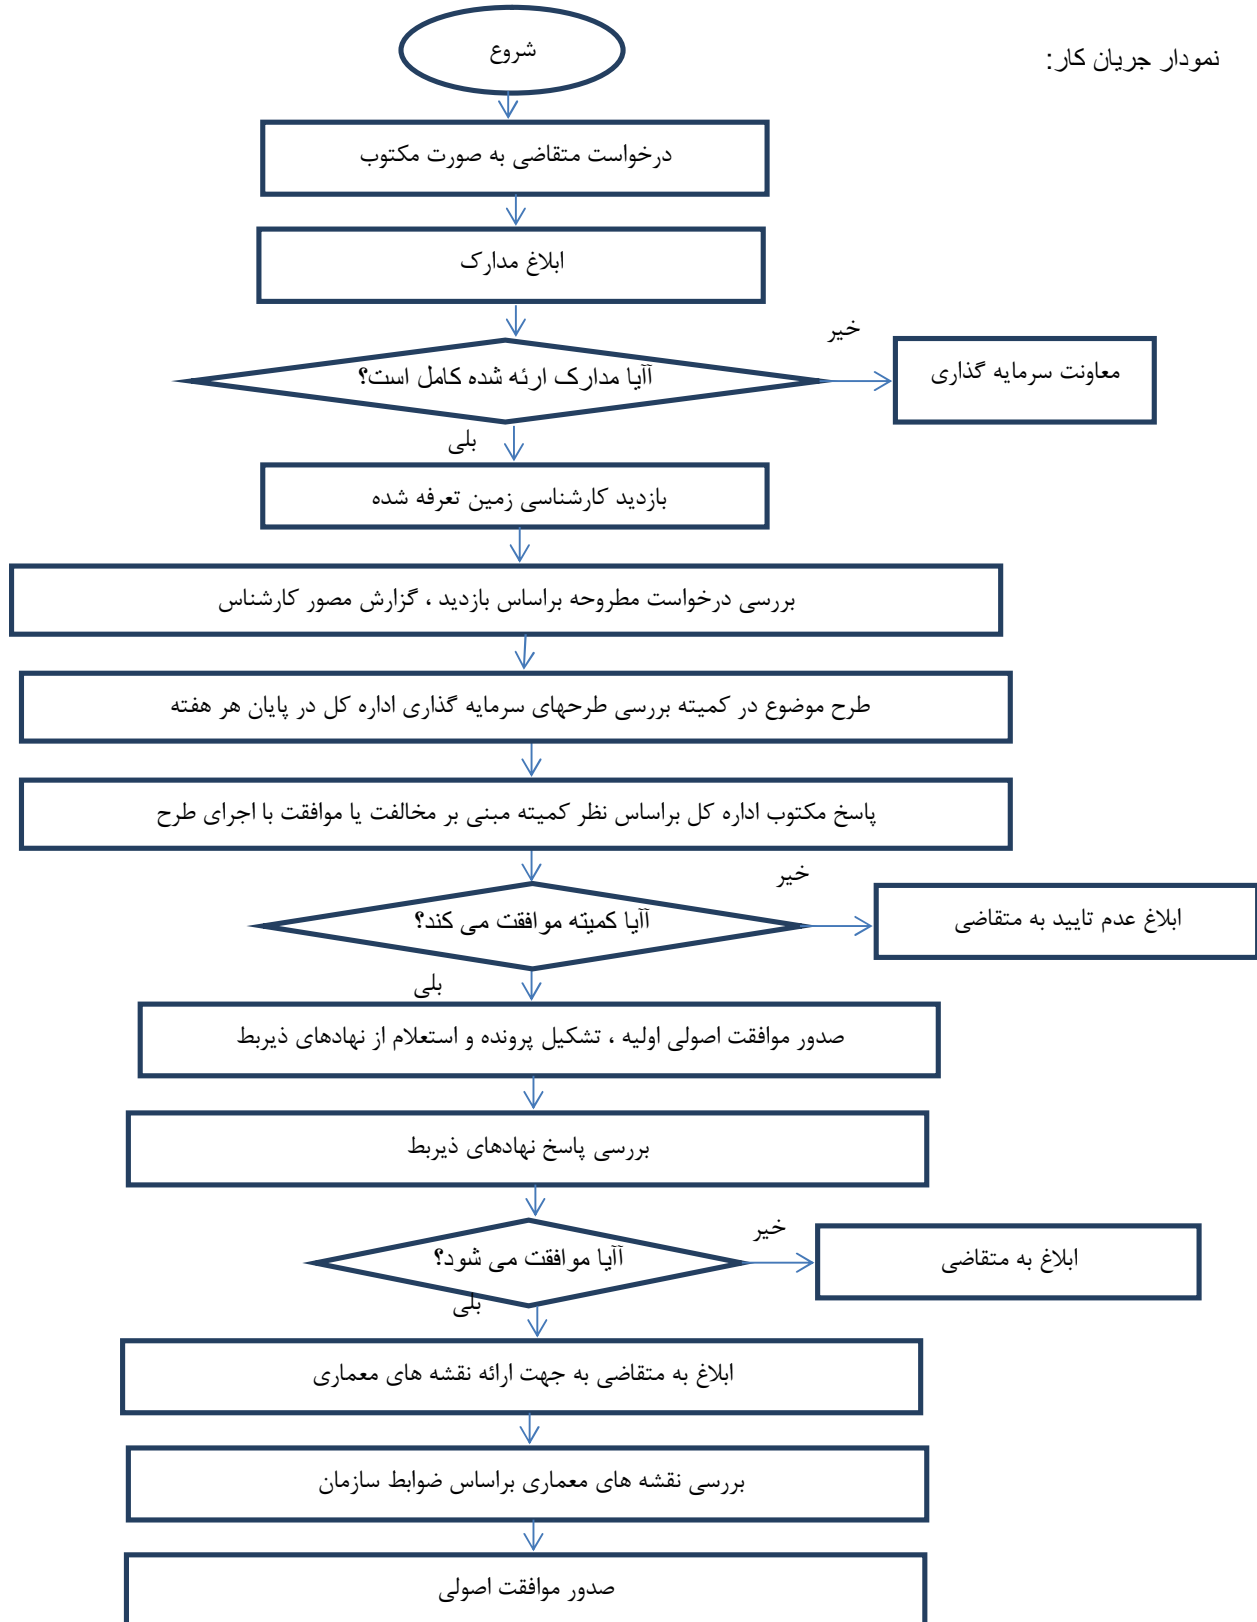 نمودار جریان کار:
شروع
درخواست متقاضی به صورت مکتوب
ابلاغ مدارک
آآیا مدارک ارئه شده کامل است؟
خیر
معاونت سرمایه گذاری
بلی
بازدید کارشناسی زمین تعرفه شده
بررسی درخواست مطروحه براساس بازدید ، گزارش مصور کارشناس
طرح موضوع در کمیته بررسی طرحهای سرمایه گذاری اداره کل در پایان هر هفته
پاسخ مکتوب اداره کل براساس نظر کمیته مبنی بر مخالفت یا موافقت با اجرای طرح
آآیا کمیته موافقت می کند؟
خیر
ابلاغ عدم تایید به متقاضی
بلی
صدور موافقت اصولی اولیه ، تشکیل پرونده و استعلام از نهادهای ذیربط
بررسی پاسخ نهادهای ذیربط
آآیا موافقت می شود؟
خیر
ابلاغ به متقاضی
بلی
ابلاغ به متقاضی به جهت ارائه نقشه های معماری
بررسی نقشه های معماری براساس ضوابط سازمان
صدور موافقت اصولی